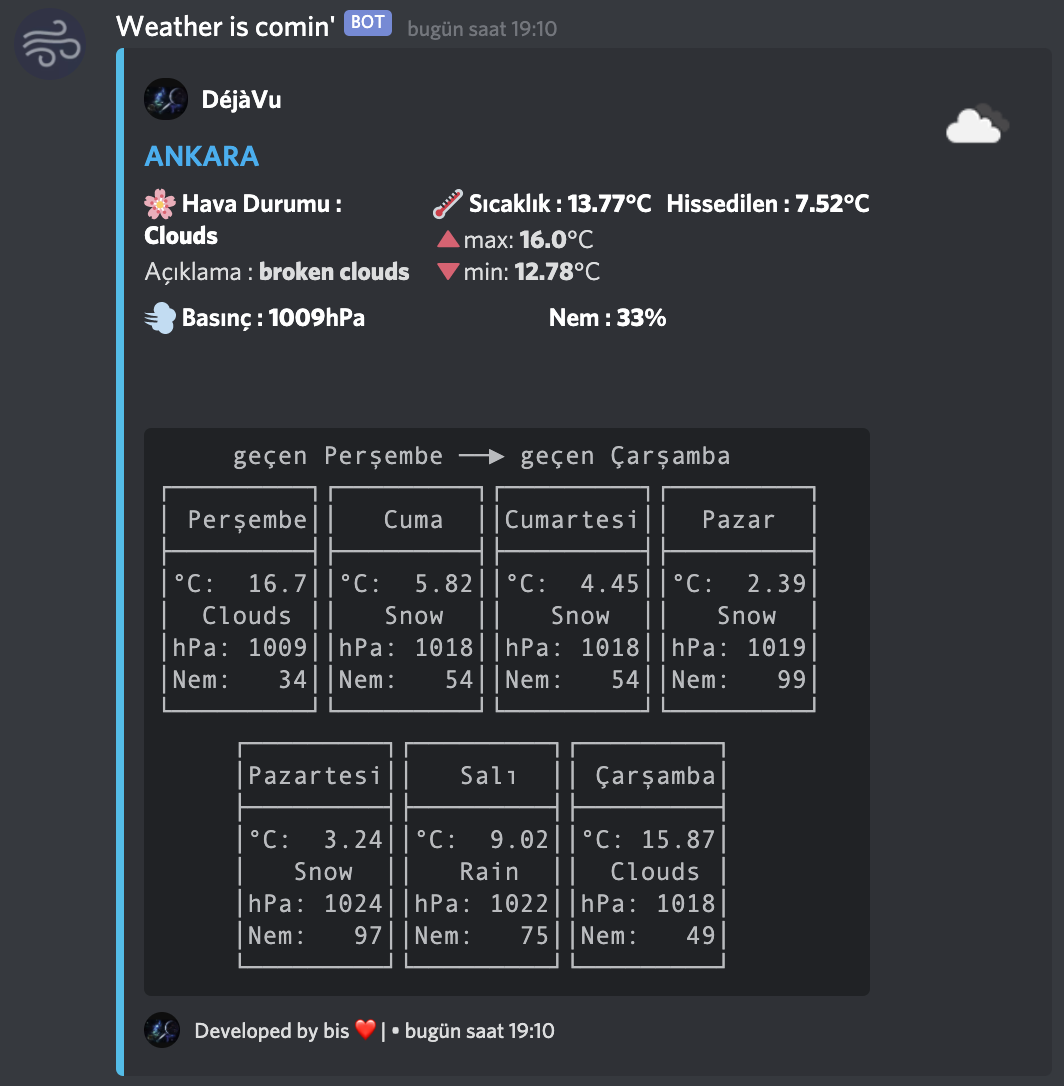 Weather is comin' BOT bugün saat 19:10
DéjàVu
ANKARA
🌸 Hava Durumu :
Clouds
Açıklama : broken clouds
🌡️ Sıcaklık : 13.77°C Hissedilen : 7.52°C
🔺max: 16.0°C
🔻min: 12.78°C
💨 Basınç : 1009hPa Nem : 33%
geçen Perşembe ──► geçen Çarşamba
Perşembe Cuma Cumartesi Pazar
°C: 16.7 °C: 5.82 °C: 4.45 °C: 2.39
Clouds Snow Snow Snow
hPa: 1009 hPa: 1018 hPa: 1018 hPa: 1019
Nem: 34 Nem: 54 Nem: 54 Nem: 99
Pazartesi Salı Çarşamba
°C: 3.24 °C: 9.02 °C: 15.87
Snow Rain Clouds
hPa: 1024 hPa: 1022 hPa: 1018
Nem: 97 Nem: 75 Nem: 49
Developed by bis ❤️ | • bugün saat 19:10